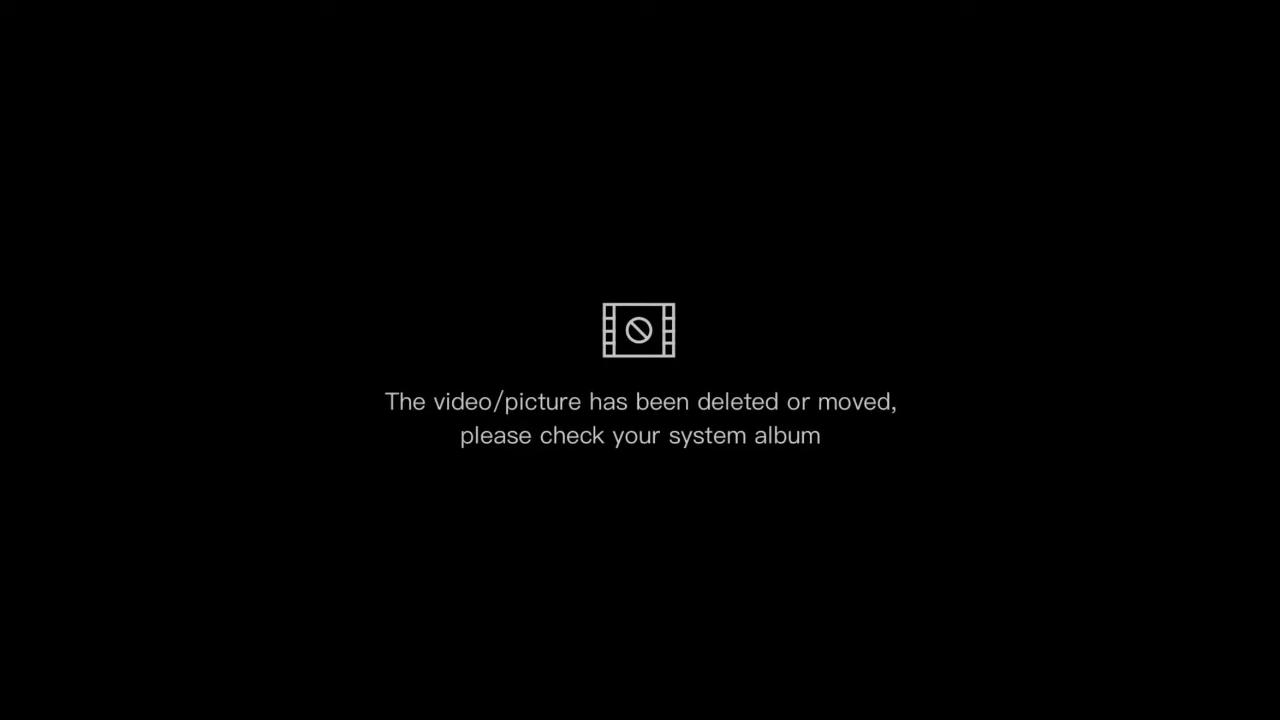 The video/picture has been deleted or moved,
please check your system album